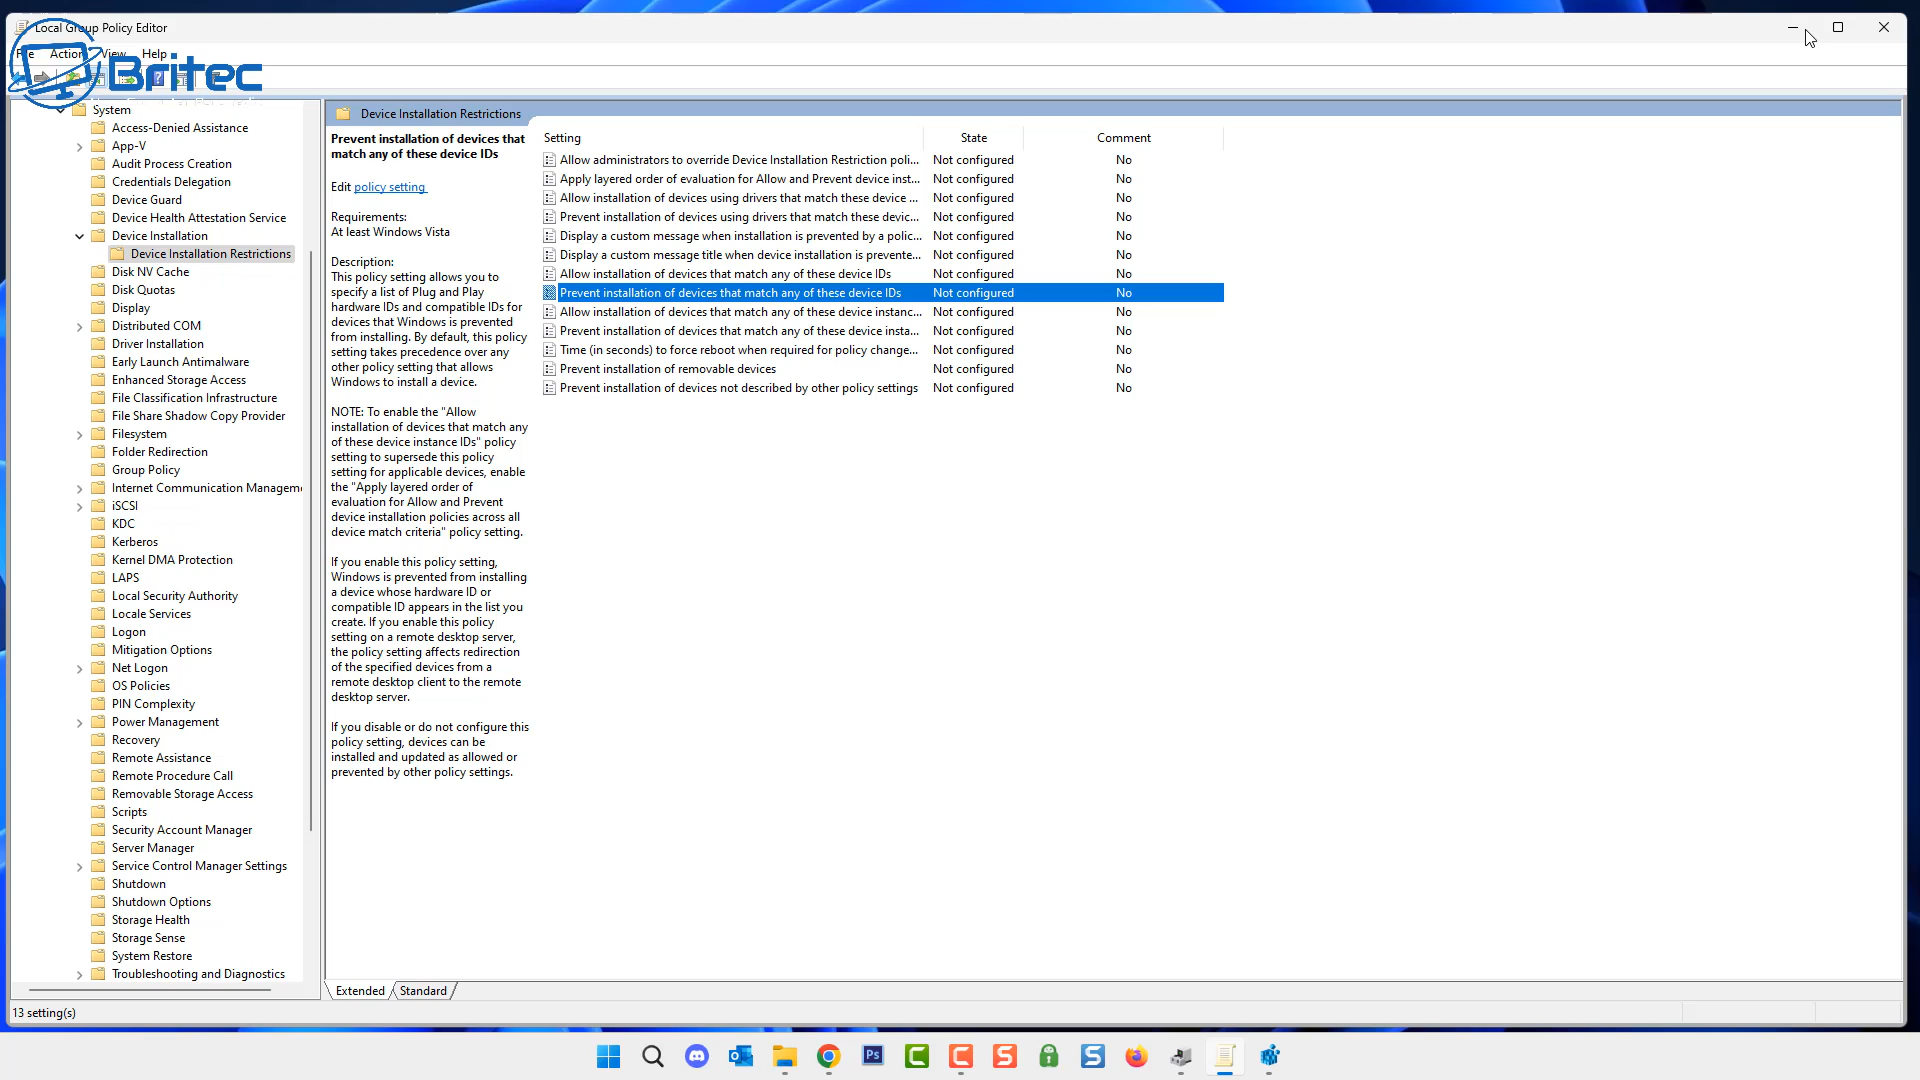 Local Group Policy Editor
File Action View Help
Britec
System
Access-Denied Assistance
App-V
Audit Process Creation
Credentials Delegation
Device Guard
Device Health Attestation Service
Device Installation
Device Installation Restrictions
Disk NV Cache
Disk Quotas
Display
Distributed COM
Driver Installation
Early Launch Antimalware
Enhanced Storage Access
File Classification Infrastructure
File Share Shadow Copy Provider
Filesystem
Folder Redirection
Group Policy
Internet Communication Managem
iSCSI
KDC
Kerberos
Kernel DMA Protection
LAPS
Local Security Authority
Locale Services
Logon
Mitigation Options
Net Logon
OS Policies
PIN Complexity
Power Management
Recovery
Remote Assistance
Remote Procedure Call
Removable Storage Access
Scripts
Security Account Manager
Server Manager
Service Control Manager Settings
Shutdown
Shutdown Options
Storage Health
Storage Sense
System Restore
Troubleshooting and Diagnostics
Device Installation Restrictions
Prevent installation of devices that
match any of these device IDs
Edit policy setting
Requirements:
At least Windows Vista
Description:
This policy setting allows you to
specify a list of Plug and Play
hardware IDs and compatible IDs for
devices that Windows is prevented
from installing. By default, this policy
setting takes precedence over any
other policy setting that allows
Windows to install a device.
NOTE: To enable the "Allow
installation of devices that match any
of these device instance IDs" policy
setting to supersede this policy
setting for applicable devices, enable
the "Apply layered order of
evaluation for Allow and Prevent
device installation policies across all
device match criteria" policy setting.
If you enable this policy setting,
Windows is prevented from installing
a device whose hardware ID or
compatible ID appears in the list you
create. If you enable this policy
setting on a remote desktop server,
the policy setting affects redirection
of the specified devices from a
remote desktop client to the remote
desktop server.
If you disable or do not configure this
policy setting, devices can be
installed and updated as allowed or
prevented by other policy settings.
Setting State Comment
Allow administrators to override Device Installation Restriction poli... Not configured No
Apply layered order of evaluation for Allow and Prevent device inst... Not configured No
Allow installation of devices using drivers that match these device ... Not configured No
Prevent installation of devices using drivers that match these devic... Not configured No
Display a custom message when installation is prevented by a polic... Not configured No
Display a custom message title when device installation is prevente... Not configured No
Allow installation of devices that match any of these device IDs Not configured No
Prevent installation of devices that match any of these device IDs Not configured No
Allow installation of devices that match any of these device instanc... Not configured No
Prevent installation of devices that match any of these device insta... Not configured No
Time (in seconds) to force reboot when required for policy change... Not configured No
Prevent installation of removable devices Not configured No
Prevent installation of devices not described by other policy settings Not configured No
Extended Standard
13 setting(s)
Ps